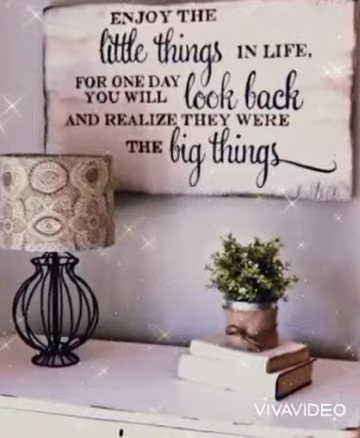 ENJOY THE
little things IN LIFE,
FOR ONE DAY
YOU WILL look back
AND REALIZE THEY WERE
THE big things
VIVAVIDEO